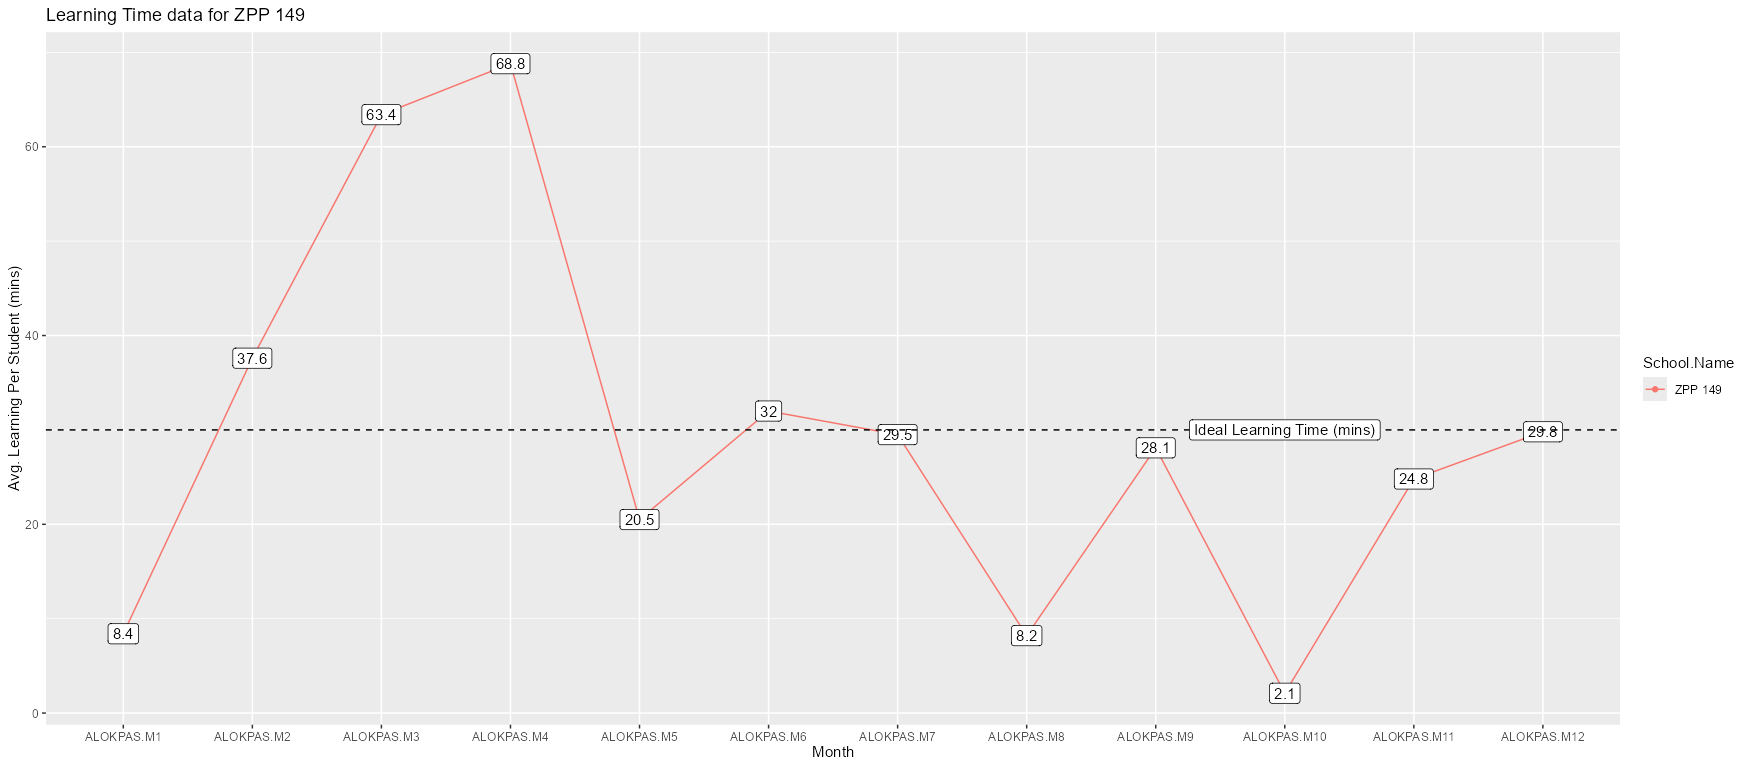 Learning Time data for ZPP 149
Avg. Learning Per Student (mins)
60
40
20
0
8.4
37.6
63.4
68.8
20.5
32
29.5
8.2
28.1
2.1
24.8
29.8
Ideal Learning Time (mins)
ALOKPAS.M1
ALOKPAS.M2
ALOKPAS.M3
ALOKPAS.M4
ALOKPAS.M5
ALOKPAS.M6
ALOKPAS.M7
ALOKPAS.M8
ALOKPAS.M9
ALOKPAS.M10
ALOKPAS.M11
ALOKPAS.M12
Month
School.Name
ZPP 149